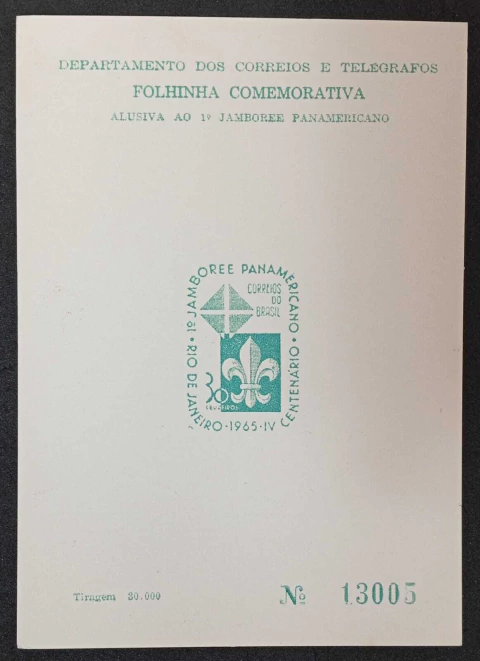 DEPARTAMENTO DOS CORREIOS E TELEGRAFOS
FOLHINHA COMEMORATIVA
ALUSIVA AO 1º JAMBOREE PANAMERICANO
1º JAMBOREE PANAMERICANO •
CORREIOS
DO
BRASIL
30
CRUZEIROS
• RIO DE JANEIRO • 1965 • IV CENTENÁRIO •
Tiragem 30.000
Nº 13005